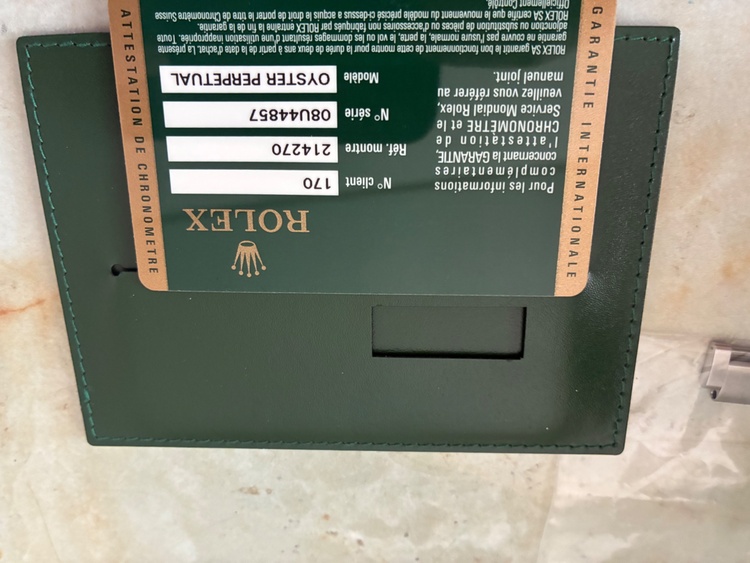 GARANTIE INTERNATIONALE
Pour les informations
complémentaires
concernant la GARANTIE,
l'attestation de
CHRONOMETRE et le
Service Mondial Rolex,
veuillez vous référer au
manuel joint.
ROLEX
N° client 170
Réf. montre 214270
N° série 08U44857
Modèle OYSTER PERPETUAL
ROLEX SA garantit le bon fonctionnement de cette montre pour la durée de deux ans à partir de la date d'achat. La présente
garantie ne couvre pas l'usure normale, la perte, le vol ou les dommages résultant d'une utilisation inappropriée. Toute
adjonction ou substitution de pièces ou d'accessoires non fabriqués par ROLEX entraîne la fin de la garantie.
ROLEX SA certifie que le mouvement du modèle précisé ci-dessus a acquis le droit de porter le titre de Chronomètre Suisse
Officiellement Contrôlé.
ATTESTATION DE CHRONOMETRE